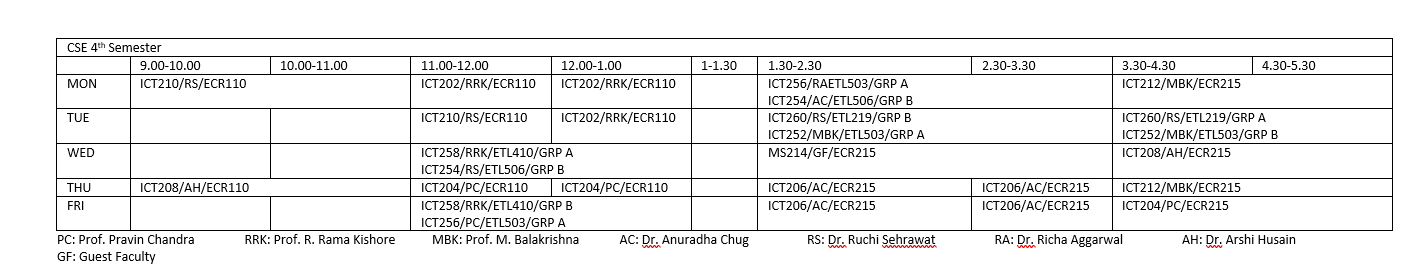 CSE 4th Semester
9.00-10.00 10.00-11.00 11.00-12.00 12.00-1.00 1-1.30 1.30-2.30 2.30-3.30 3.30-4.30 4.30-5.30
MON ICT210/RS/ECR110 ICT202/RRK/ECR110 ICT202/RRK/ECR110 ICT256/RAETL503/GRP A ICT212/MBK/ECR215
ICT254/AC/ETL506/GRP B
TUE ICT210/RS/ECR110 ICT202/RRK/ECR110 ICT260/RS/ETL219/GRP B ICT260/RS/ETL219/GRP A
ICT252/MBK/ETL503/GRP A ICT252/MBK/ETL503/GRP B
WED ICT258/RRK/ETL410/GRP A MS214/GF/ECR215 ICT208/AH/ECR215
ICT254/RS/ETL506/GRP B
THU ICT208/AH/ECR110 ICT204/PC/ECR110 ICT204/PC/ECR110 ICT206/AC/ECR215 ICT206/AC/ECR215 ICT212/MBK/ECR215
FRI ICT258/RRK/ETL410/GRP B ICT206/AC/ECR215 ICT206/AC/ECR215 ICT204/PC/ECR215
ICT256/PC/ETL503/GRP A
PC: Prof. Pravin Chandra RRK: Prof. R. Rama Kishore MBK: Prof. M. Balakrishna AC: Dr. Anuradha Chug RS: Dr. Ruchi Sehrawat RA: Dr. Richa Aggarwal AH: Dr. Arshi Husain
GF: Guest Faculty